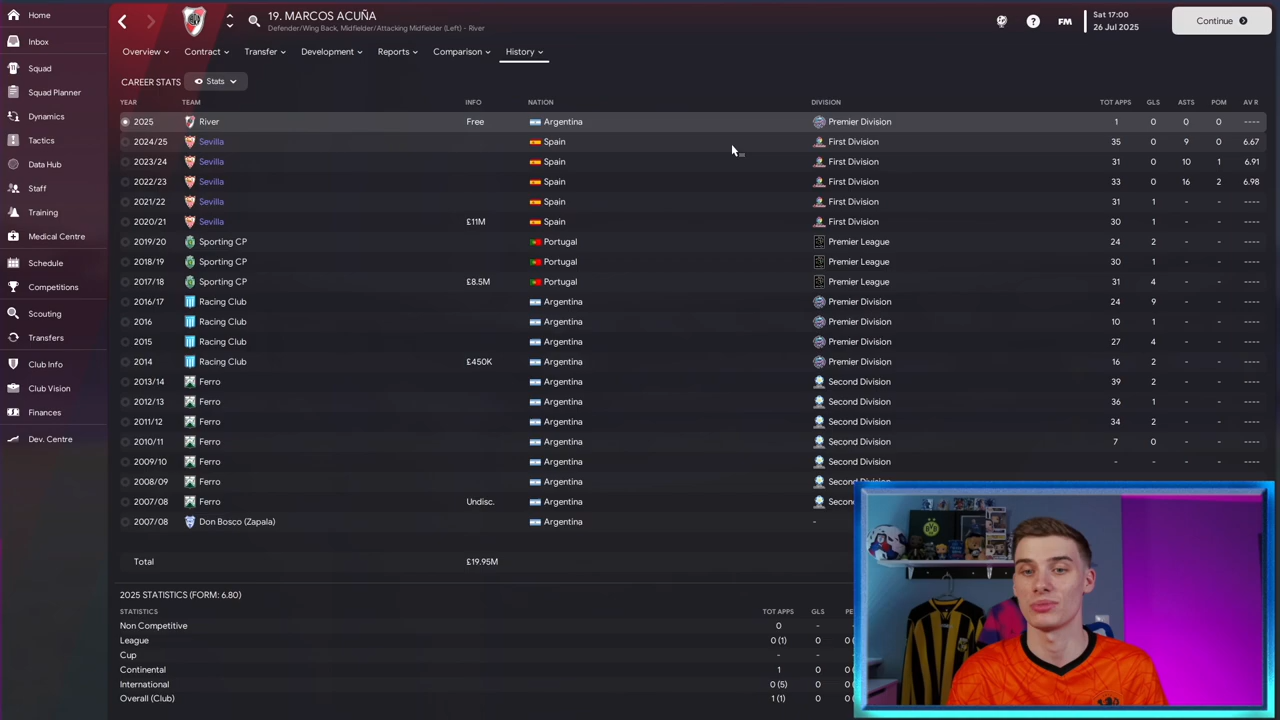 Home
Inbox
Squad
Squad Planner
Dynamics
Tactics
Data Hub
Staff
Training
Medical Centre
Schedule
Competitions
Scouting
Transfers
Club Info
Club Vision
Finances
Dev. Centre
19. MARCOS ACUÑA
Defender/Wing Back, Midfielder/Attacking Midfielder (Left) - River
FM
Sat 17:00
26 Jul 2025
Continue
Overview Contract Transfer Development Reports Comparison History
CAREER STATS Stats
YEAR TEAM INFO NATION DIVISION TOT APPS GLS ASTS POM AV R
2025 River Free Argentina Premier Division 1 0 0 0 ----
2024/25 Sevilla Spain First Division 35 0 9 0 6.67
2023/24 Sevilla Spain First Division 31 0 10 1 6.91
2022/23 Sevilla Spain First Division 33 0 16 2 6.98
2021/22 Sevilla Spain First Division 31 1 - - ----
2020/21 Sevilla £11M Spain First Division 30 1 - - ----
2019/20 Sporting CP Portugal Premier League 24 2 - - ----
2018/19 Sporting CP Portugal Premier League 30 1 - - ----
2017/18 Sporting CP £8.5M Portugal Premier League 31 4 - - ----
2016/17 Racing Club Argentina Premier Division 24 9 - - ----
2016 Racing Club Argentina Premier Division 10 1 - - ----
2015 Racing Club Argentina Premier Division 27 4 - - ----
2014 Racing Club £450K Argentina Premier Division 16 2 - - ----
2013/14 Ferro Argentina Second Division 39 2 - - ----
2012/13 Ferro Argentina Second Division 36 1 - - ----
2011/12 Ferro Argentina Second Division 34 2 - - ----
2010/11 Ferro Argentina Second Division 7 0 - - ----
2009/10 Ferro Argentina Second Division - - - - ----
2008/09 Ferro Argentina Second Division
2007/08 Ferro Undisc. Argentina Second
2007/08 Don Bosco (Zapala) Argentina -
Total £19.95M
2025 STATISTICS (FORM: 6.80)
STATISTICS TOT APPS GLS
Non Competitive 0 -
League 0 (1) 0
Cup - -
Continental 1 0
International 0 (5) 0
Overall (Club) 1 (1) 0
BVB
09